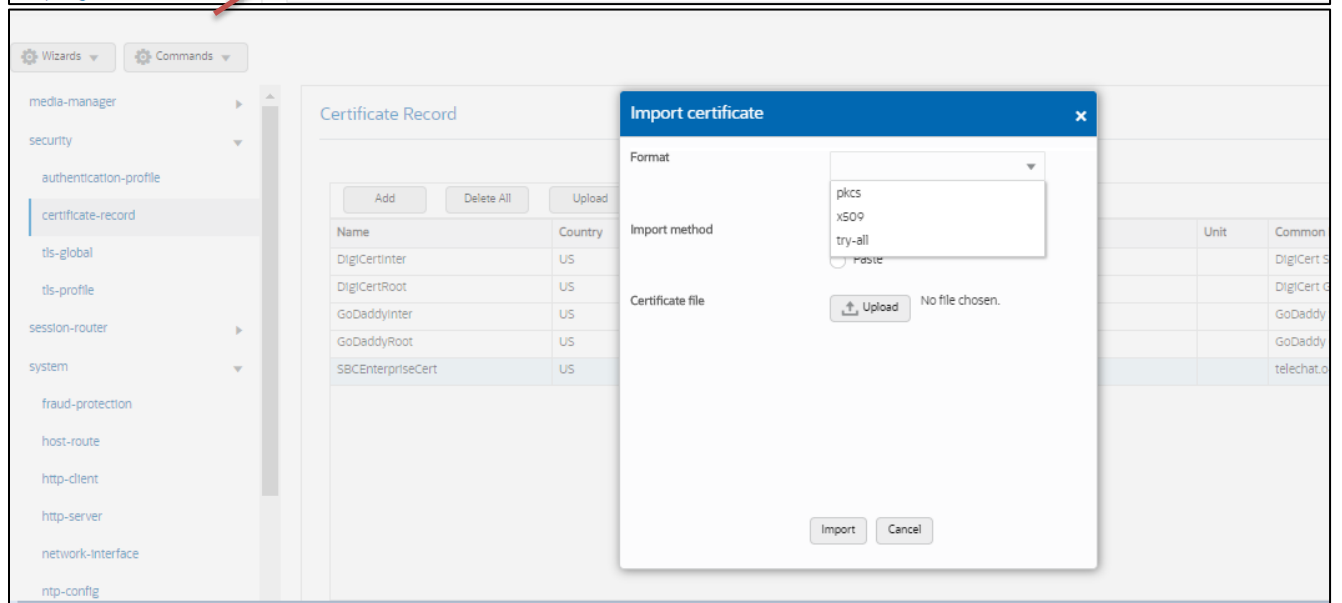 Wizards Commands
media-manager
security
authentication-profile
certificate-record
tls-global
tls-profile
session-router
system
fraud-protection
host-route
http-client
http-server
network-interface
ntp-config
Certificate Record
Add Delete All Upload
Name Country Unit Common
DigiCertInter US DigiCert S
DigiCertRoot US DigiCert G
GoDaddyInter US GoDaddy
GoDaddyRoot US GoDaddy
SBCEnterpriseCert US telechat.o
Import certificate
Format
pkcs
x509
try-all
Import method
Paste
Certificate file Upload No file chosen.
Import Cancel